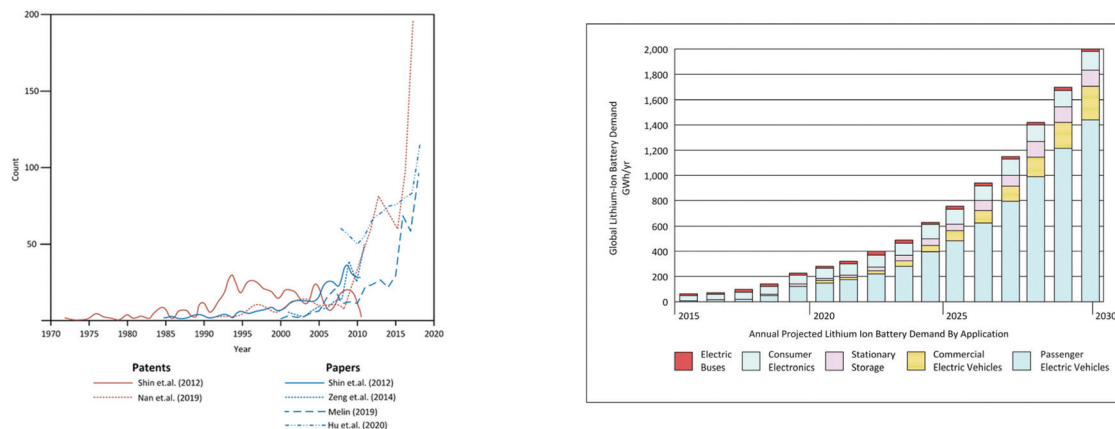 200
150
100
50
Count
1970
1975
1980
1985
1990
1995
2000
2005
2010
2015
2020
Year
Patents
Shin et.al. (2012)
Nan et.al. (2019)
Papers
Shin et.al. (2012)
Zeng et.al. (2014)
Melin (2019)
Hu et.al. (2020)
Global Lithium-Ion Battery Demand
GWh/yr
2,000
1,800
1,600
1,400
1,200
1,000
800
600
400
200
0
2015
2020
2025
2030
Annual Projected Lithium Ion Battery Demand By Application
Electric
Buses
Consumer
Electronics
Stationary
Storage
Commercial
Electric Vehicles
Passenger
Electric Vehicles